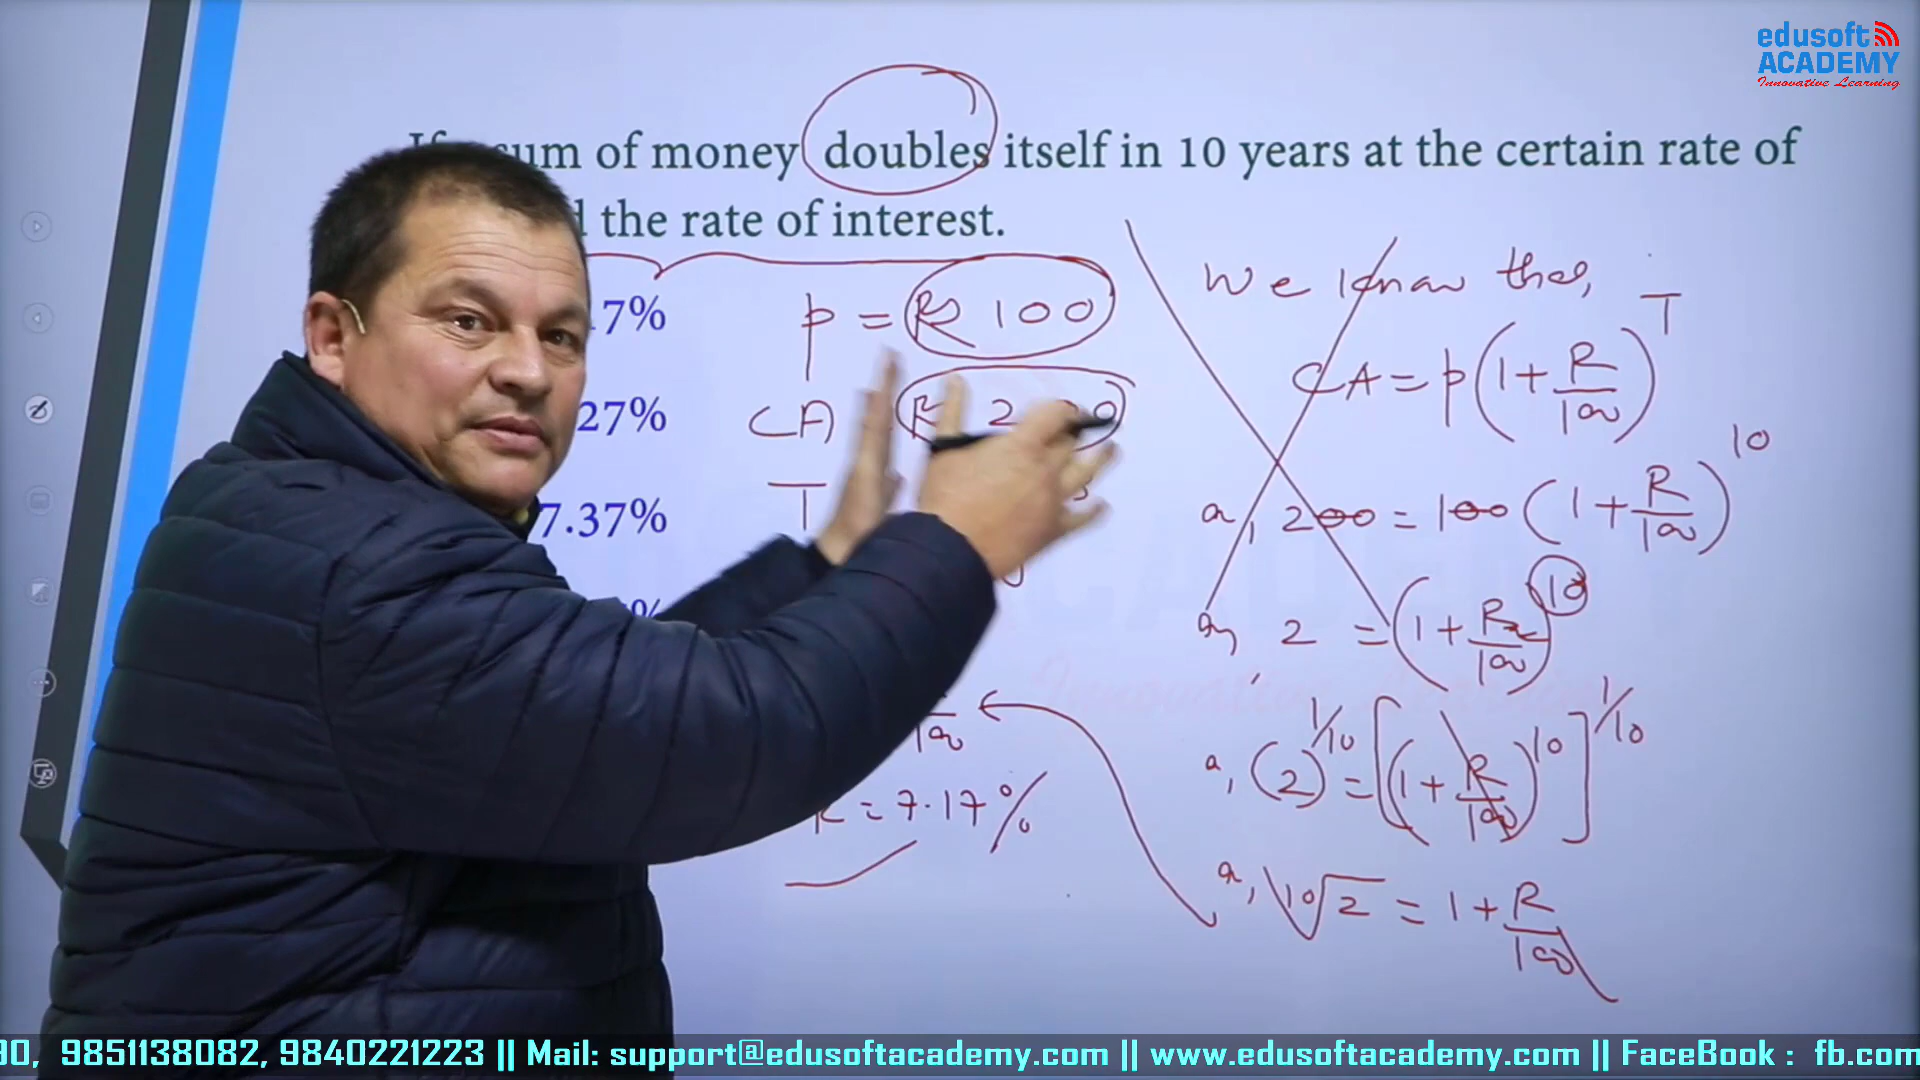 edusoft
ACADEMY
Innovative Learning
sum of money doubles itself in 10 years at the certain rate of
the rate of interest.
17%
27%
7.37%
%
P = Rs 100
CA
T
100
R = 7.17%
We know that,
CA = P(1 + R/100)^T
or, 200 = 100 (1 + R/100)^10
or, 2 = (1 + R/100)^10
or, (2)^1/10 = [(1 + R/100)^10]^1/10
or, 10√2 = 1 + R/100
90, 9851138082, 9840221223 || Mail: support@edusoftacademy.com || www.edusoftacademy.com || FaceBook : fb.com